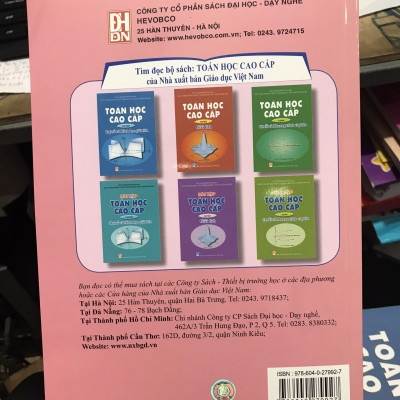 CÔNG TY CỔ PHẦN SÁCH ĐẠI HỌC - DẠY NGHỀ
HEVOBCO
25 HÀN THUYÊN - HÀ NỘI
Website: www.hevobco.com.vn; Tel: 0243. 9724715
ĐH
DN
Tìm đọc bộ sách: TOÁN HỌC CAO CẤP
của Nhà xuất bản Giáo dục Việt Nam
TOÁN HỌC
CAO CẤP
TOÁN HỌC
CAO CẤP
TOÁN HỌC
CAO CẤP
BÀI TẬP
TOÁN HỌC
CAO CẤP
BÀI TẬP
TOÁN HỌC
CAO CẤP
BÀI TẬP
TOÁN HỌC
CAO CẤP
Bạn đọc có thể mua sách tại các Công ty Sách - Thiết bị trường học ở các địa phương
hoặc các Cửa hàng của Nhà xuất bản Giáo dục Việt Nam:
Tại Hà Nội: 25 Hàn Thuyên, quận Hai Bà Trưng, Tel: 0243. 9718437;
Tại Đà Nẵng: 76 - 78 Bạch Đằng;
Tại Thành phố Hồ Chí Minh: Chi nhánh Công ty CP Sách Đại học - Dạy nghề,
462A/3 Trần Hưng Đạo, P 2, Q 5. Tel: 0283. 8380332;
Tại Thành phố Cần Thơ: 162D, đường 3/2, quận Ninh Kiều;
Website: www.nxbgd.vn
ISBN : 978-604-0-27992-7
CAO